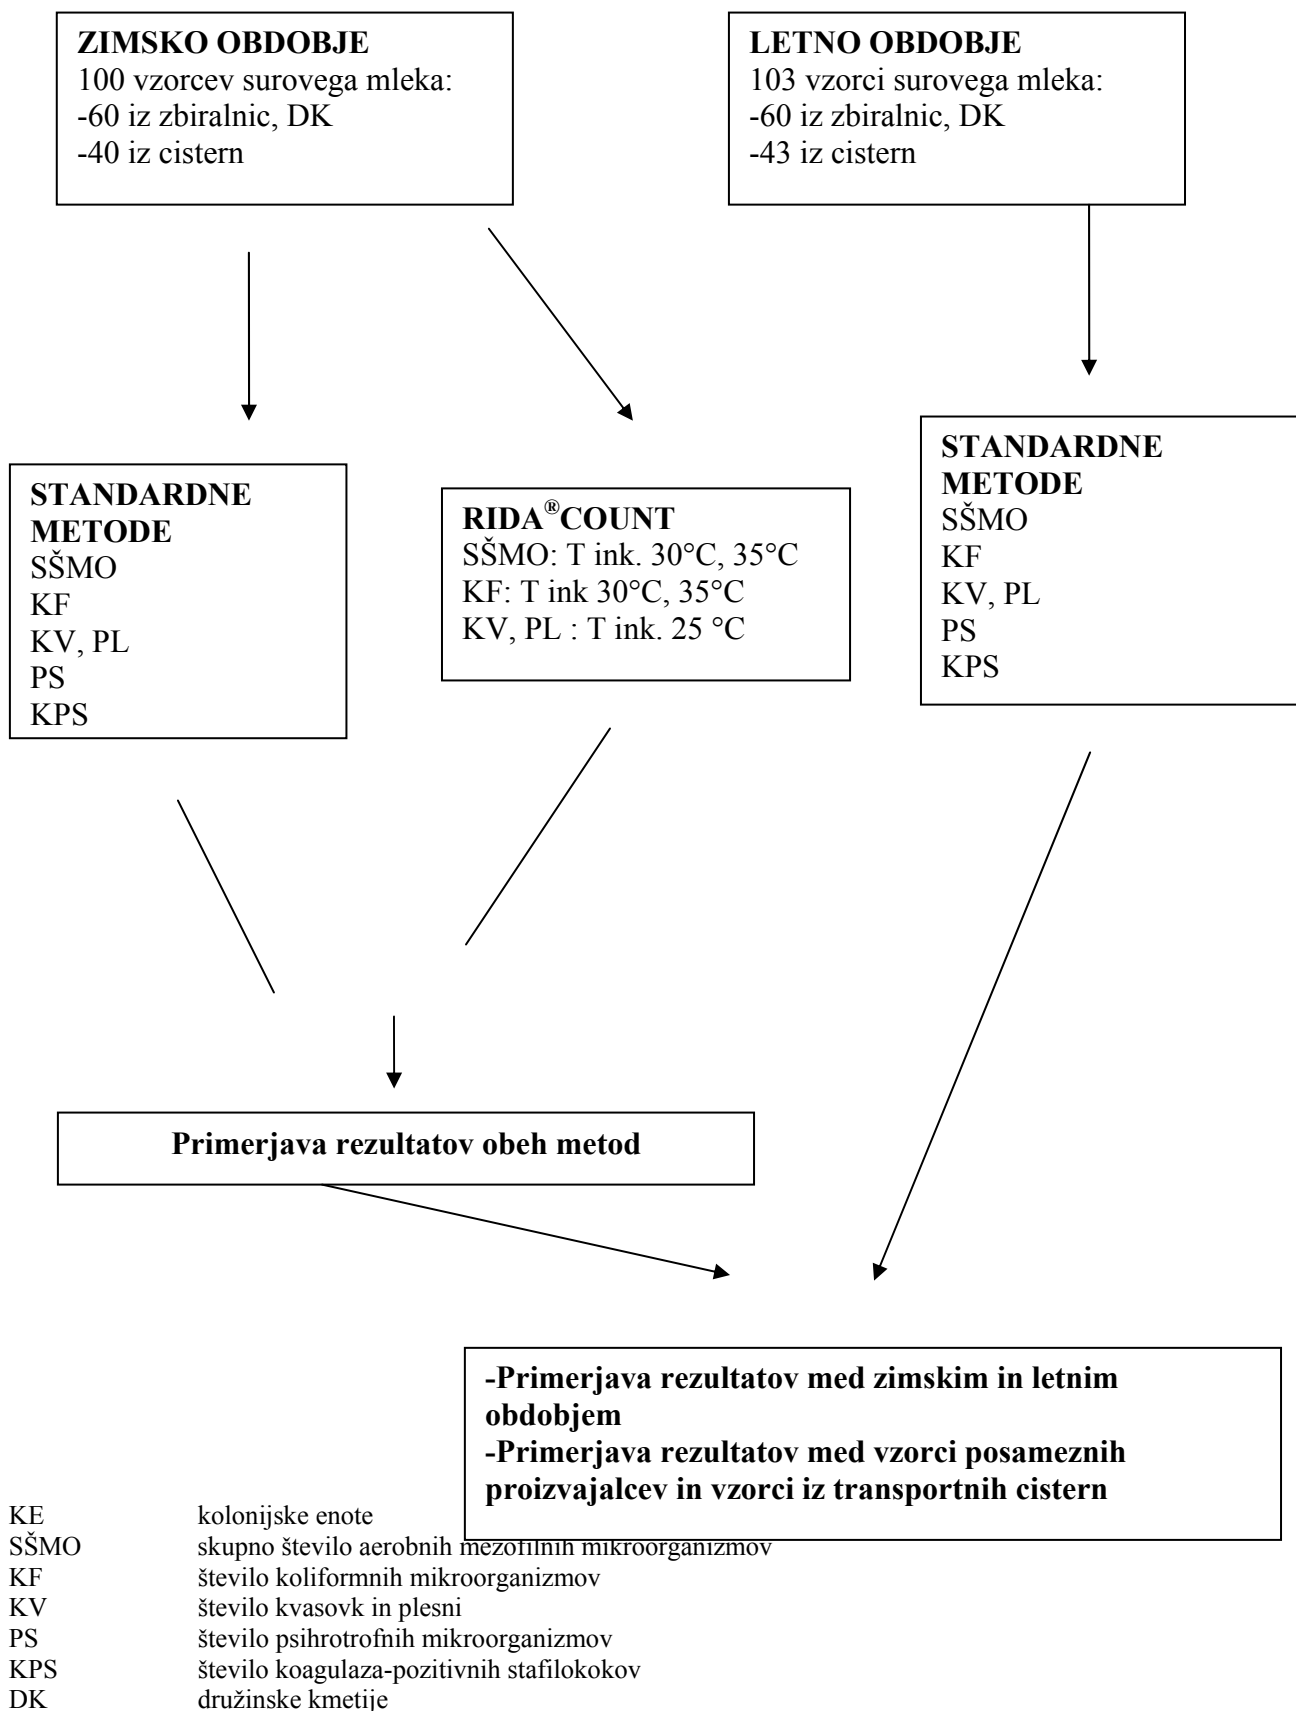 ZIMSKO OBDOBJE
100 vzorcev surovega mleka:
-60 iz zbiralnic, DK
-40 iz cistern
LETNO OBDOBJE
103 vzorci surovega mleka:
-60 iz zbiralnic, DK
-43 iz cistern
STANDARDNE
METODE
SŠMO
KF
KV, PL
PS
KPS
RIDA®COUNT
SŠMO: T ink. 30°C, 35°C
KF: T ink 30°C, 35°C
KV, PL : T ink. 25 °C
STANDARDNE
METODE
SŠMO
KF
KV, PL
PS
KPS
Primerjava rezultatov obeh metod
-Primerjava rezultatov med zimskim in letnim
obdobjem
-Primerjava rezultatov med vzorci posameznih
proizvajalcev in vzorci iz transportnih cistern
KE kolonijske enote
SŠMO skupno število aerobnih mezofilnih mikroorganizmov
KF število koliformnih mikroorganizmov
KV število kvasovk in plesni
PS število psihrotrofnih mikroorganizmov
KPS število koagulaza-pozitivnih stafilokokov
DK družinske kmetije